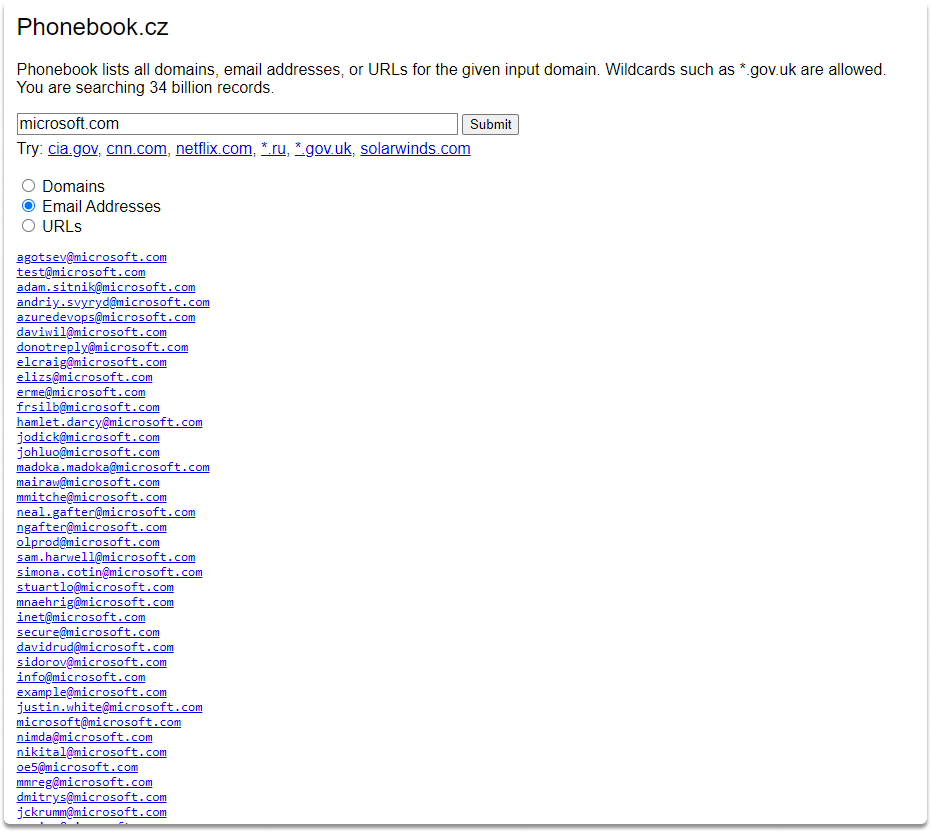 Phonebook.cz
Phonebook lists all domains, email addresses, or URLs for the given input domain. Wildcards such as *.gov.uk are allowed.
You are searching 34 billion records.
microsoft.com Submit
Try: cia.gov, cnn.com, netflix.com, *.ru, *.gov.uk, solarwinds.com
Domains
Email Addresses
URLs
agotsev@microsoft.com
test@microsoft.com
adam.sitnik@microsoft.com
andriy.svyryd@microsoft.com
azuredevops@microsoft.com
daviwil@microsoft.com
donotreply@microsoft.com
elcraig@microsoft.com
elizs@microsoft.com
erme@microsoft.com
frsilb@microsoft.com
hamlet.darcy@microsoft.com
jodick@microsoft.com
johluo@microsoft.com
madoka.madoka@microsoft.com
mairaw@microsoft.com
mmitche@microsoft.com
neal.gafter@microsoft.com
ngafter@microsoft.com
olprod@microsoft.com
sam.harwell@microsoft.com
simona.cotin@microsoft.com
stuartlo@microsoft.com
mnaehrig@microsoft.com
inet@microsoft.com
secure@microsoft.com
davidrud@microsoft.com
sidorov@microsoft.com
info@microsoft.com
example@microsoft.com
justin.white@microsoft.com
microsoft@microsoft.com
nimda@microsoft.com
nikital@microsoft.com
oe5@microsoft.com
mmreg@microsoft.com
dmitrys@microsoft.com
jckrumm@microsoft.com